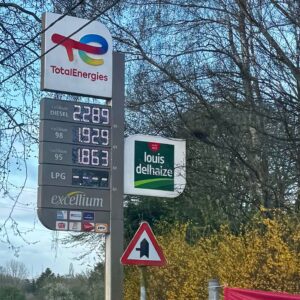 TotalEnergies
DIESEL 2.289
98 1.929
95 1.863
LPG
excellium
louis
delhaize